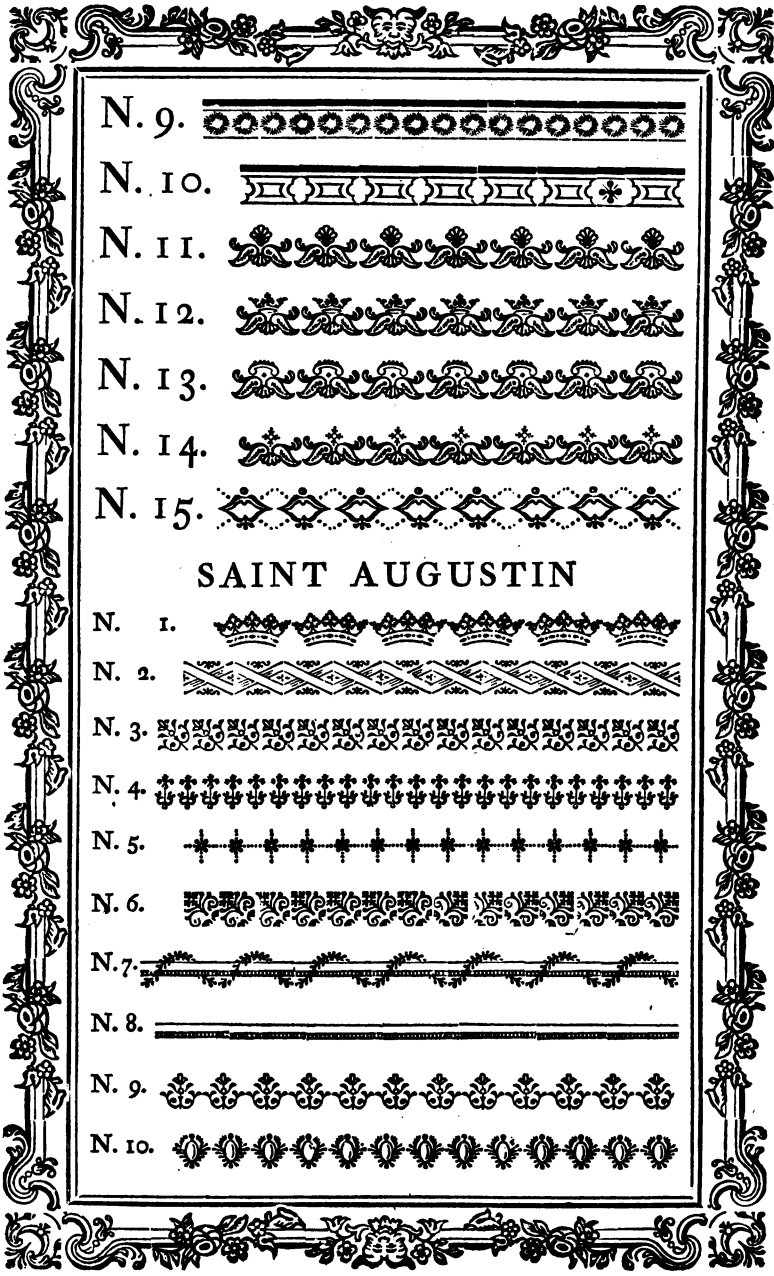 N. 9.
N. 10.
N. 11.
N. 12.
N. 13.
N. 14.
N. 15.
SAINT AUGUSTIN
N. 1.
N. 2.
N. 3.
N. 4.
N. 5.
N. 6.
N. 7.
N. 8.
N. 9.
N. 10.